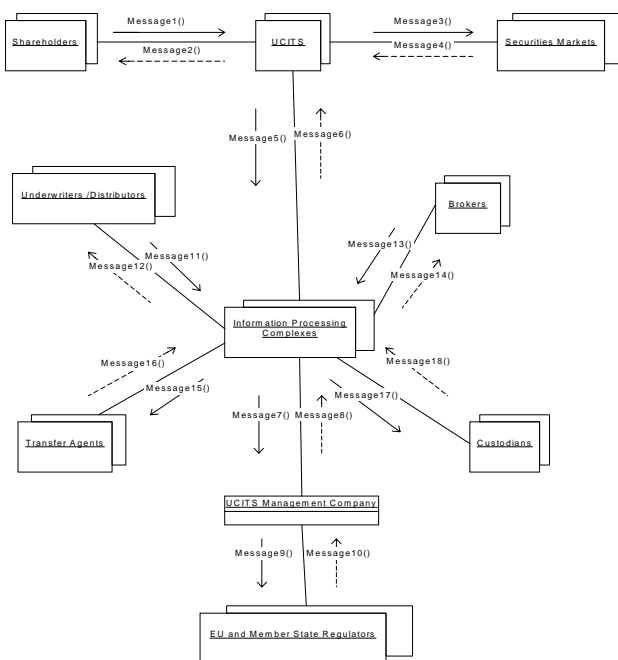 Message1()
Message3()
Shareholders
UCITS
Securities Markets
Message2()
Message4()
Message5()
Message6()
Underwriters /Distributors
Brokers
Message11()
Message12()
Message13()
Message14()
Information Processing
Complexes
Message16()
Message15()
Message18()
Message17()
Message7()
Message8()
Transfer Agents
Custodians
UCITS Management Company
Message9()
Message10()
EU and Member State Regulators